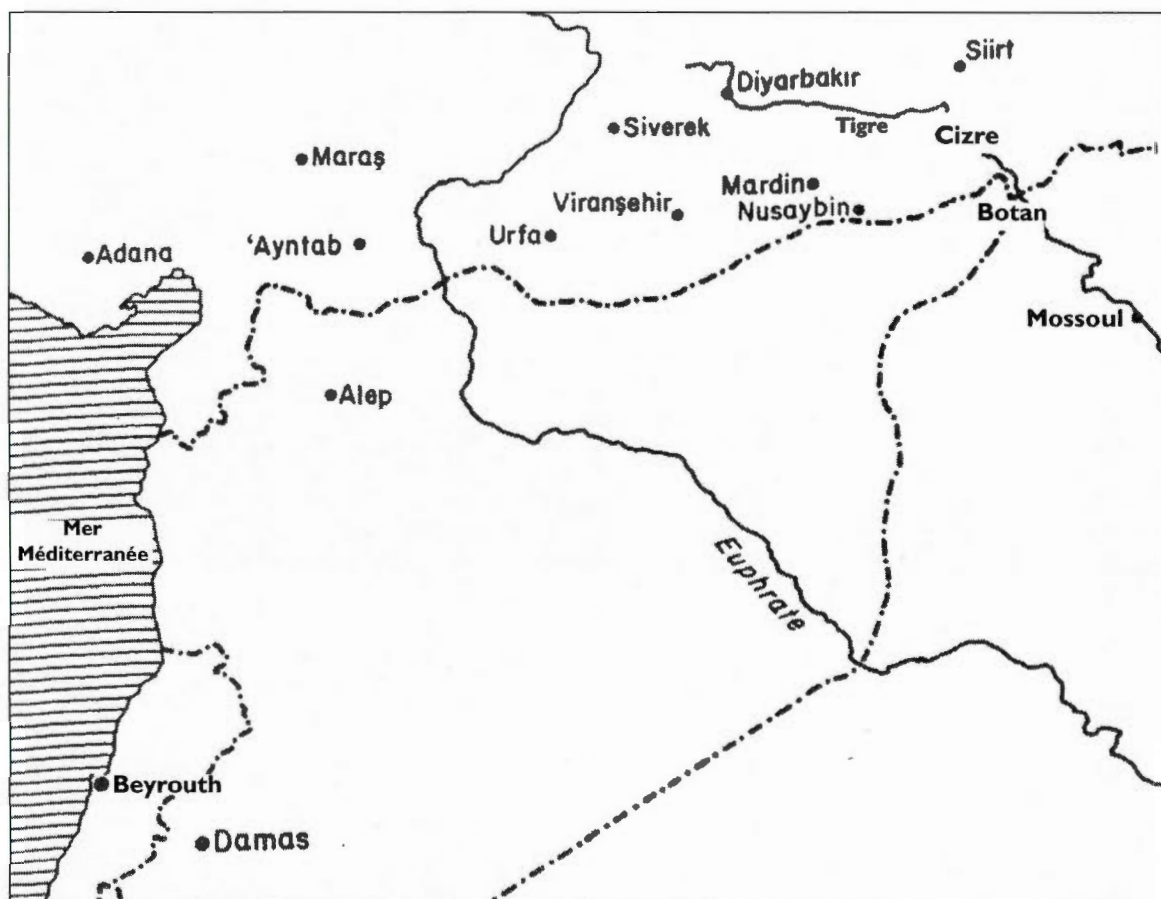 Siirt
Diyarbakır
Tigre
Siverek
Cizre
Maraş
Mardin
Viranşehir
Nusaybin
Botan
Urfa
'Ayntab
Adana
Mossoul
Alep
Mer
Méditerranée
Euphrate
Beyrouth
Damas